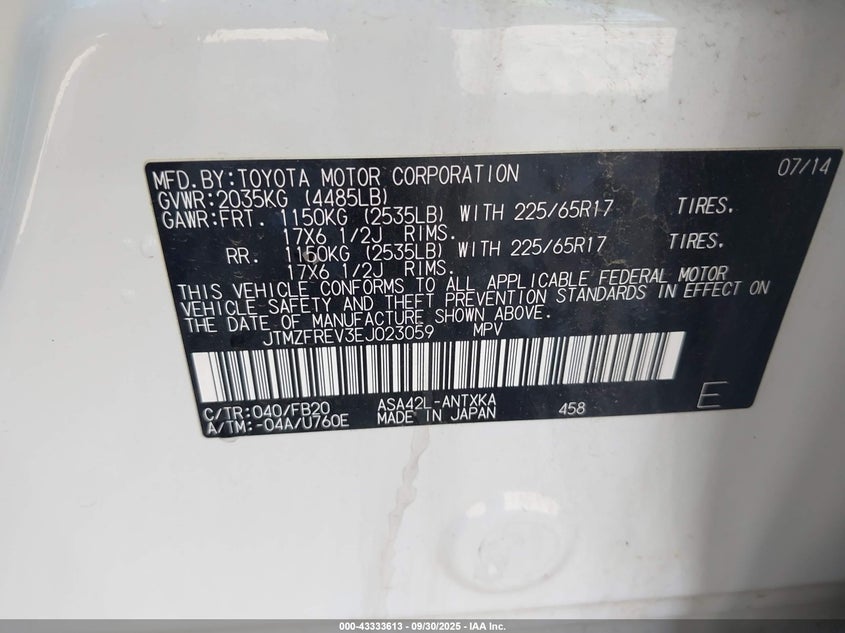 07/14
MFD.BY:TOYOTA MOTOR CORPORATION
GVWR:2035KG (4485LB)
GAWR:FRT. 1150KG (2535LB) WITH 225/65R17 TIRES.
17X6 1/2J RIMS.
RR. 1150KG (2535LB) WITH 225/65R17 TIRES.
17X6 1/2J RIMS.
THIS VEHICLE CONFORMS TO ALL APPLICABLE FEDERAL MOTOR
VEHICLE SAFETY AND THEFT PREVENTION STANDARDS IN EFFECT ON
THE DATE OF MANUFACTURE SHOWN ABOVE.
JTMZFREV3EJ023059 MPV
C/TR:040/FB20 ASA42L-ANTXKA 458 E
A/TM:-04A/U760E MADE IN JAPAN
000-43333613 - 09/30/2025 - IAA Inc.